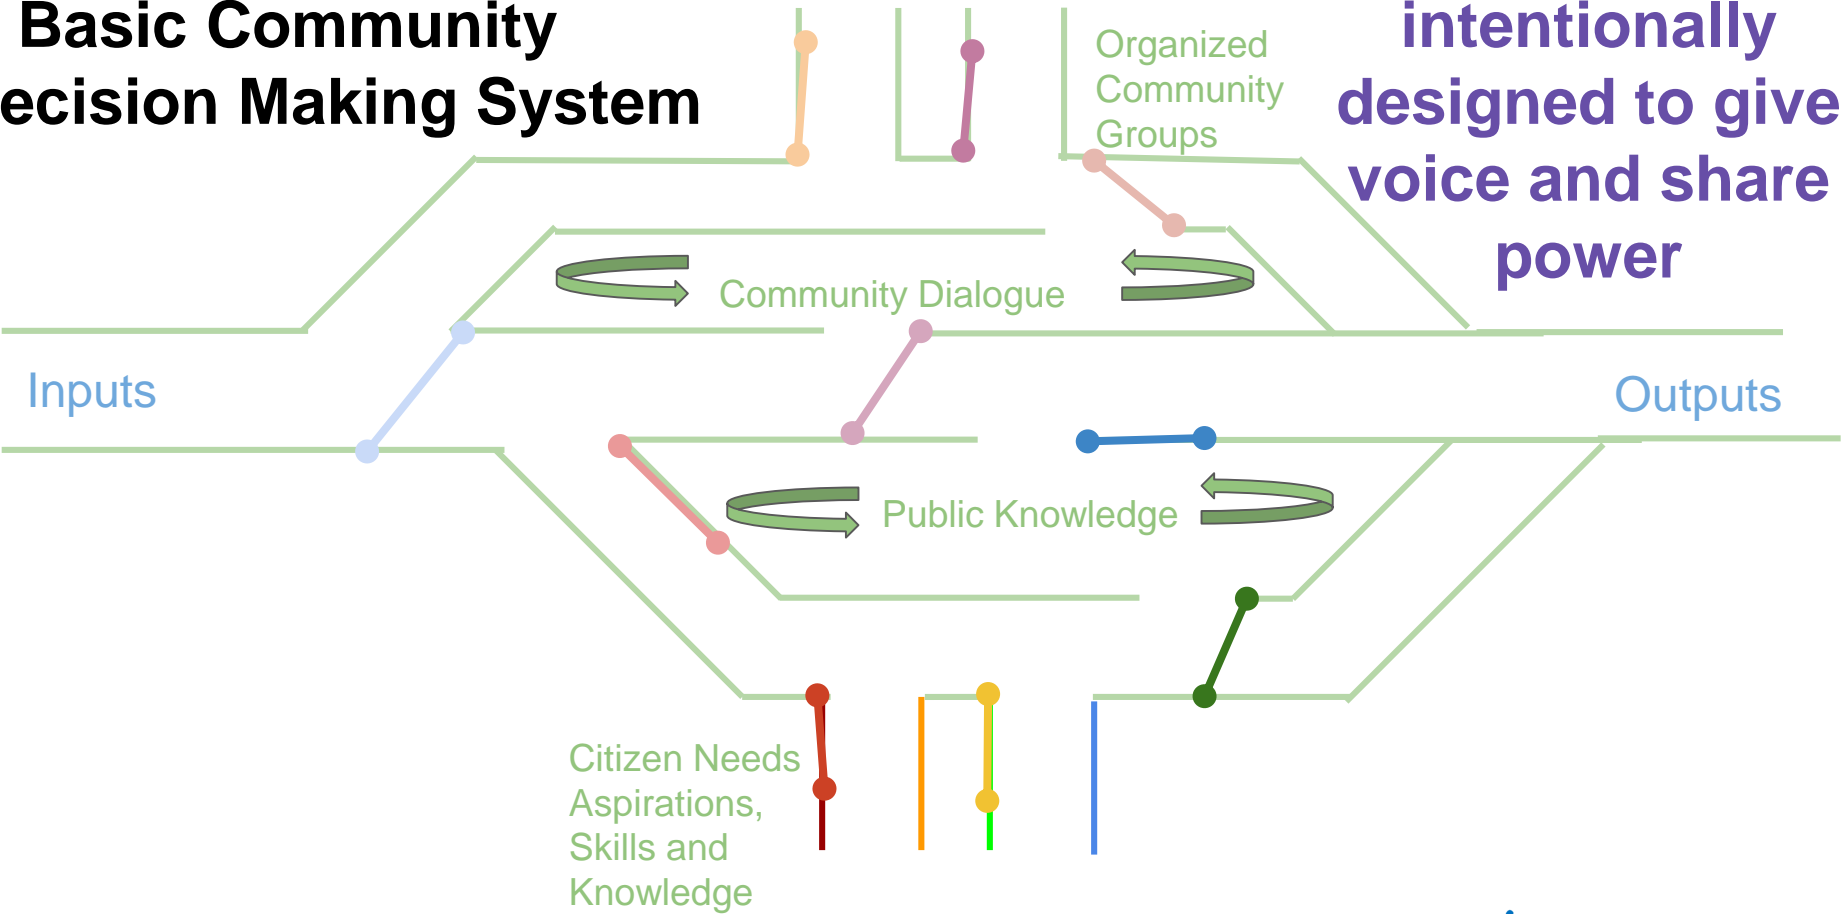 Basic Community
ecision Making System
intentionally
designed to give
voice and share
power
Organized
Community
Groups
Community Dialogue
Inputs
Outputs
Public Knowledge
Citizen Needs
Aspirations,
Skills and
Knowledge